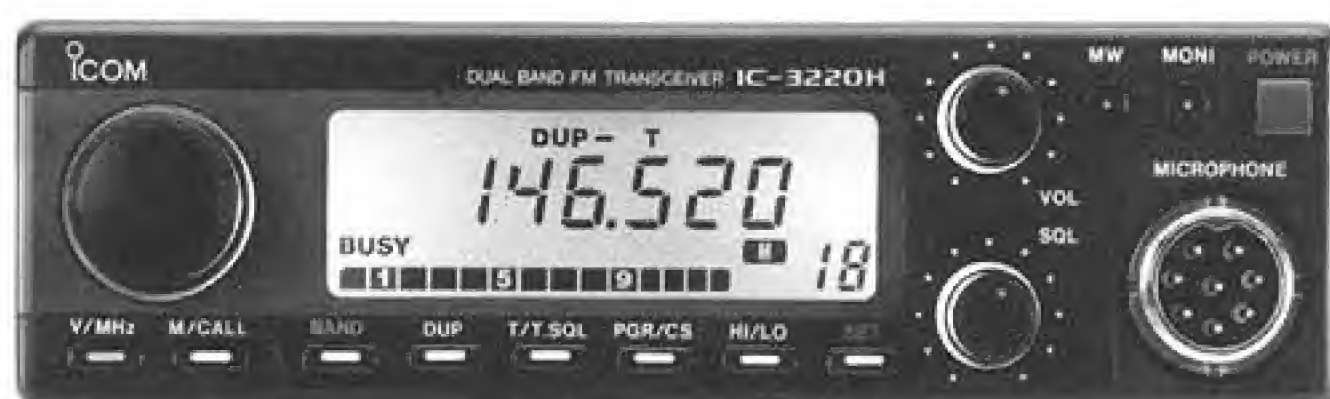 ICOM
DUAL BAND FM TRANSCEIVER IC-3220H
MW MONI POWER
DUP- T
146.520
BUSY
M 18
1 5 9
VOL
SQL
MICROPHONE
V/MHz M/CALL BAND DUP T/T SQL PGR/CS HI/LO SET